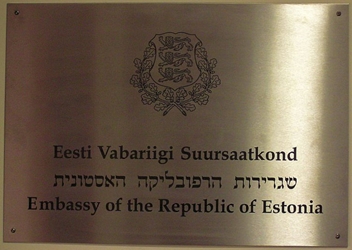 Eesti Vabariigi Suursaatkond
שגרירות הרפובליקה האסטונית
Embassy of the Republic of Estonia